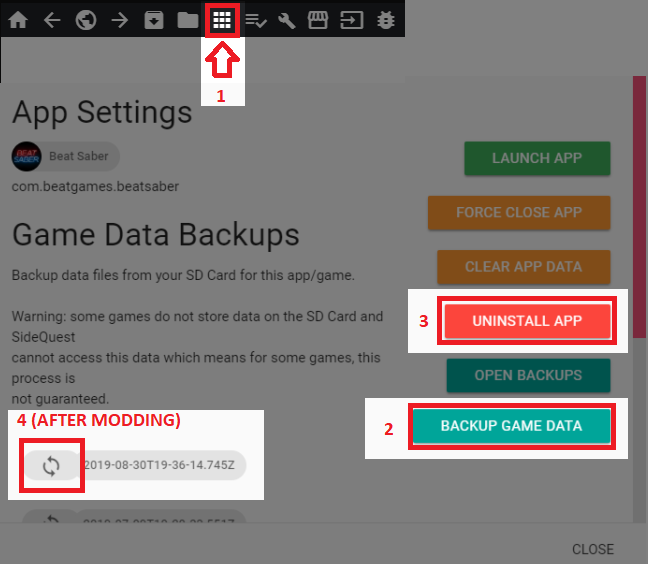 1
App Settings
BEAT SABER
Beat Saber
com.beatgames.beatsaber
Game Data Backups
Backup data files from your SD Card for this app/game.
Warning: some games do not store data on the SD Card and
SideQuest
cannot access this data which means for some games, this
process is
not guaranteed.
4 (AFTER MODDING)
2019-08-30T19-36-14.745Z
LAUNCH APP
FORCE CLOSE APP
CLEAR APP DATA
3 UNINSTALL APP
OPEN BACKUPS
2 BACKUP GAME DATA
CLOSE